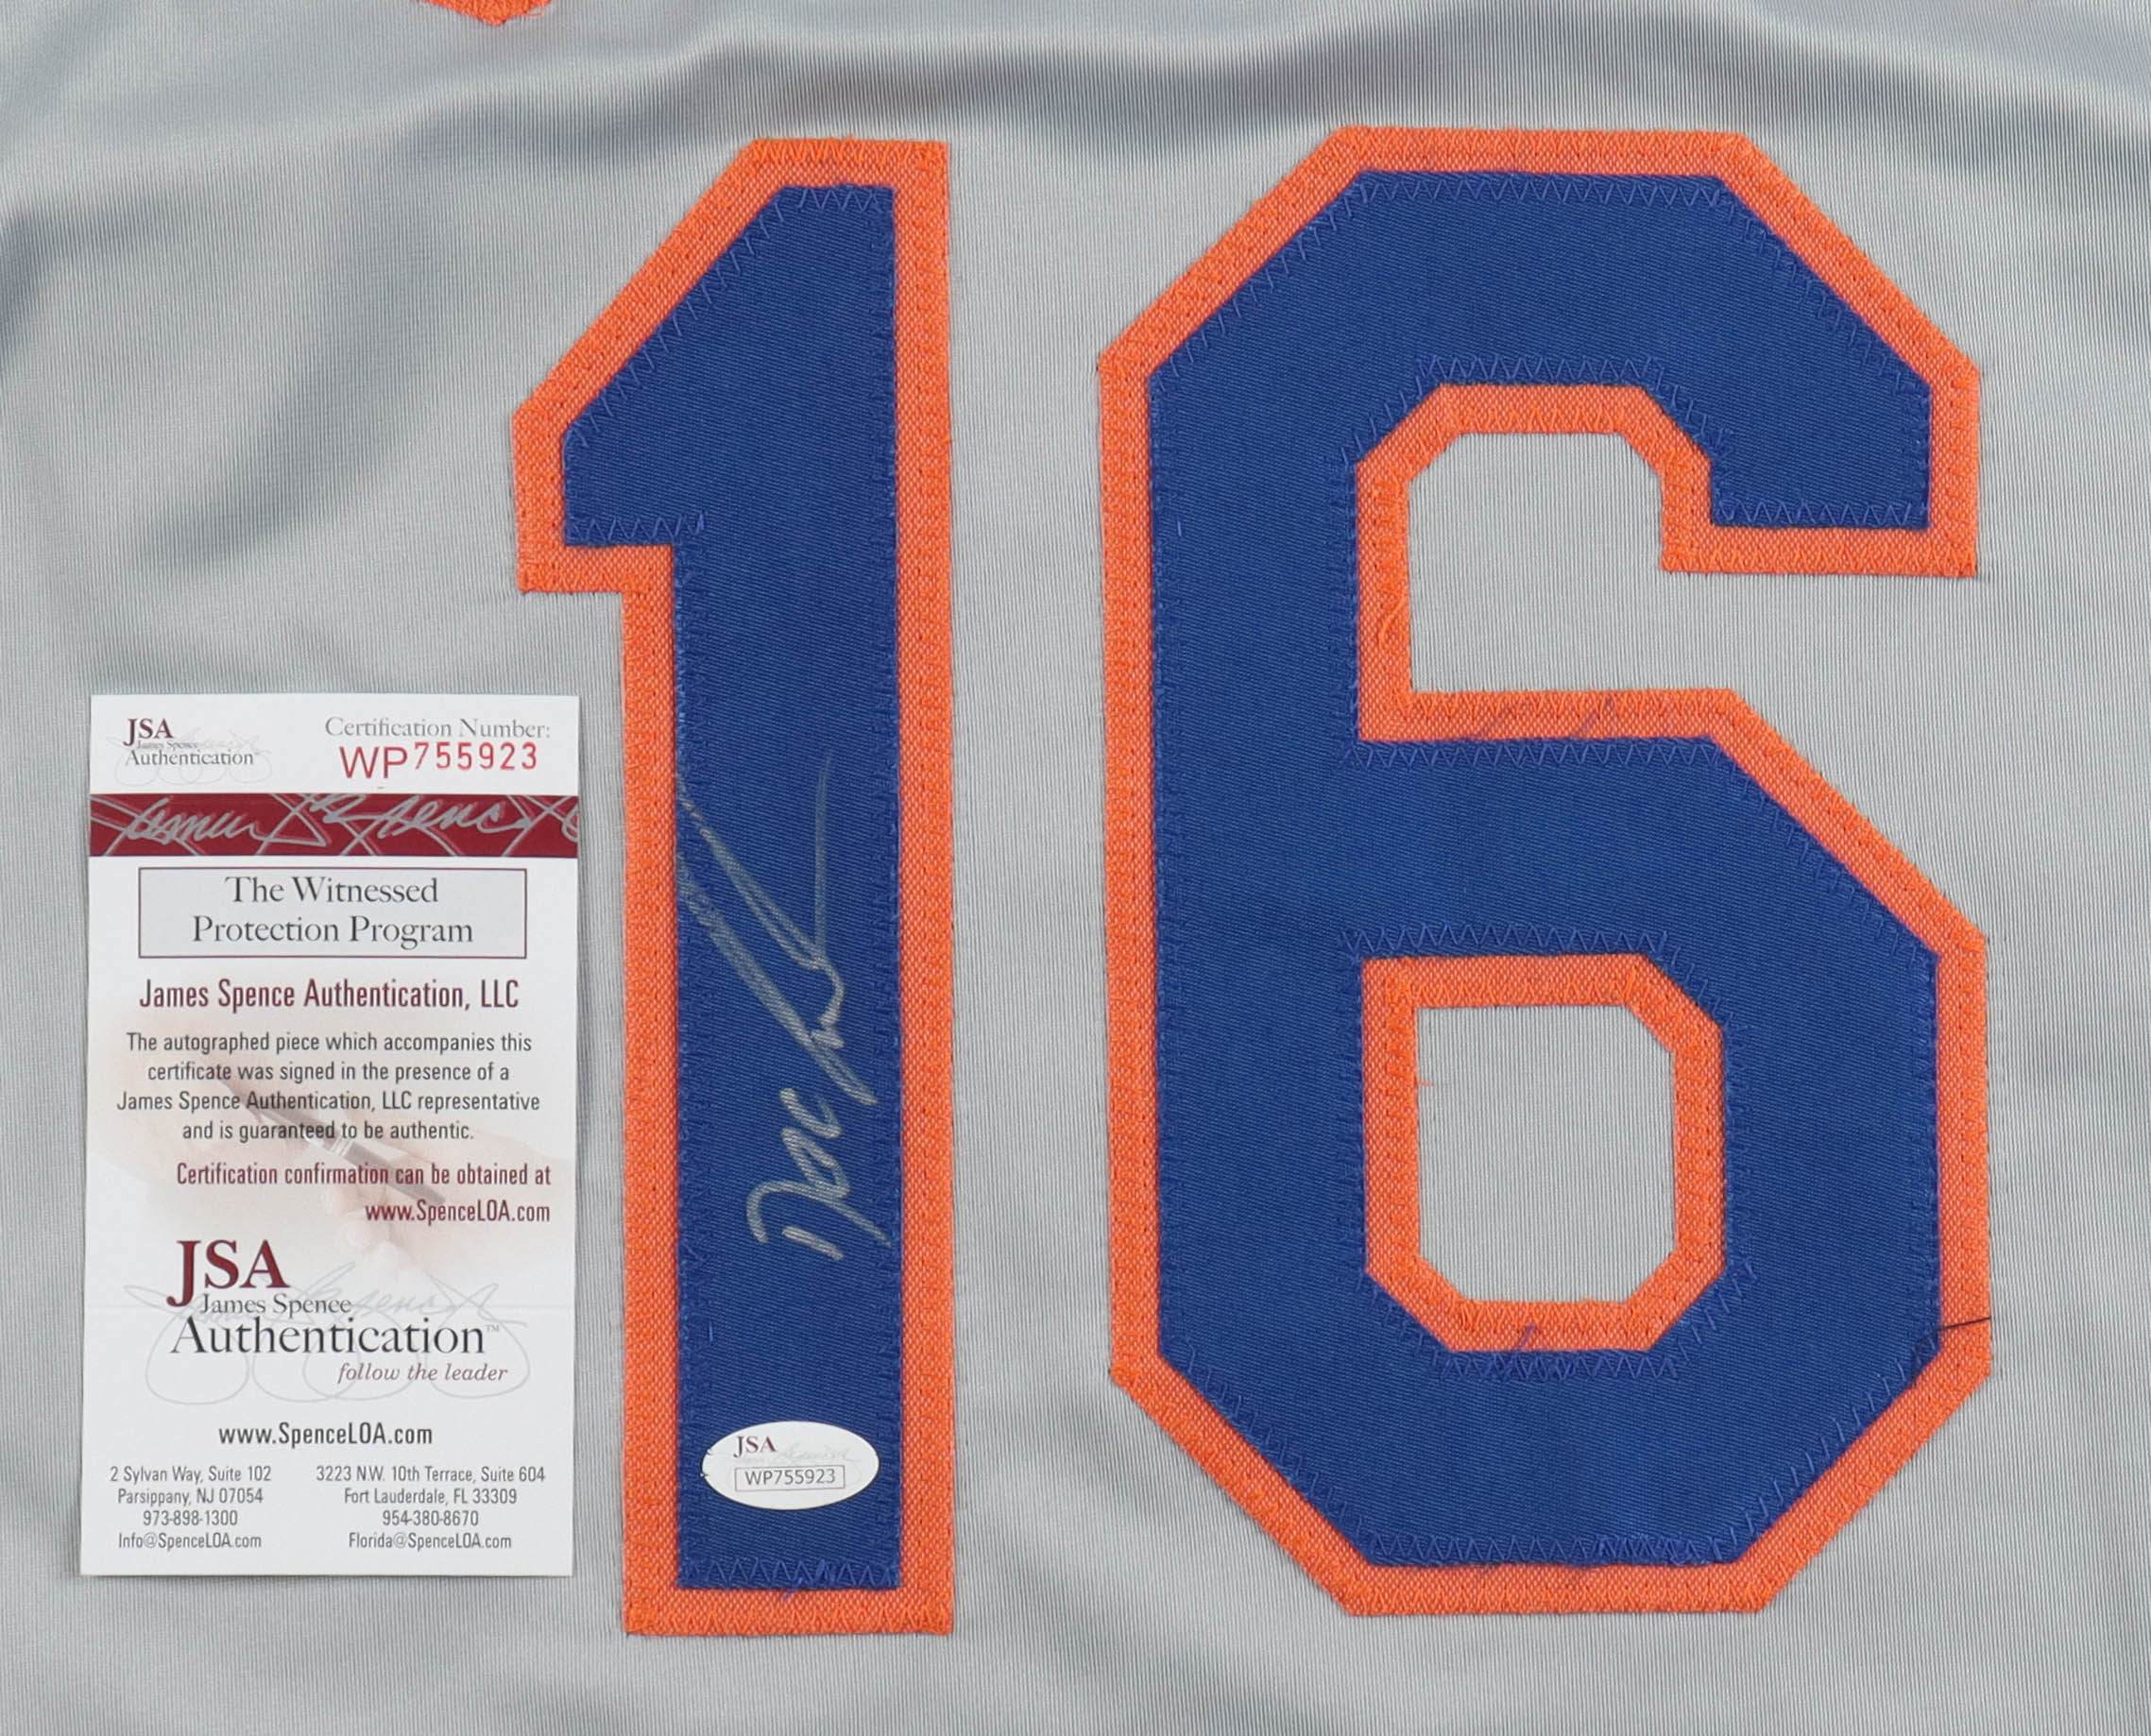 16
JSA
James Spence
Authentication
Certification Number:
WP755923
The Witnessed
Protection Program
James Spence Authentication, LLC
The autographed piece which accompanies this
certificate was signed in the presence of a
James Spence Authentication, LLC representative
and is guaranteed to be authentic.
Certification confirmation can be obtained at
www.SpenceLOA.com
JSA
James Spence
Authentication™
follow the leader
www.SpenceLOA.com
2 Sylvan Way, Suite 102
Parsippany, NJ 07054
973-898-1300
Info@SpenceLOA.com
3223 N.W. 10th Terrace, Suite 604
Fort Lauderdale, FL 33309
954-380-8670
Florida@SpenceLOA.com
Doc
JSA
WP755923